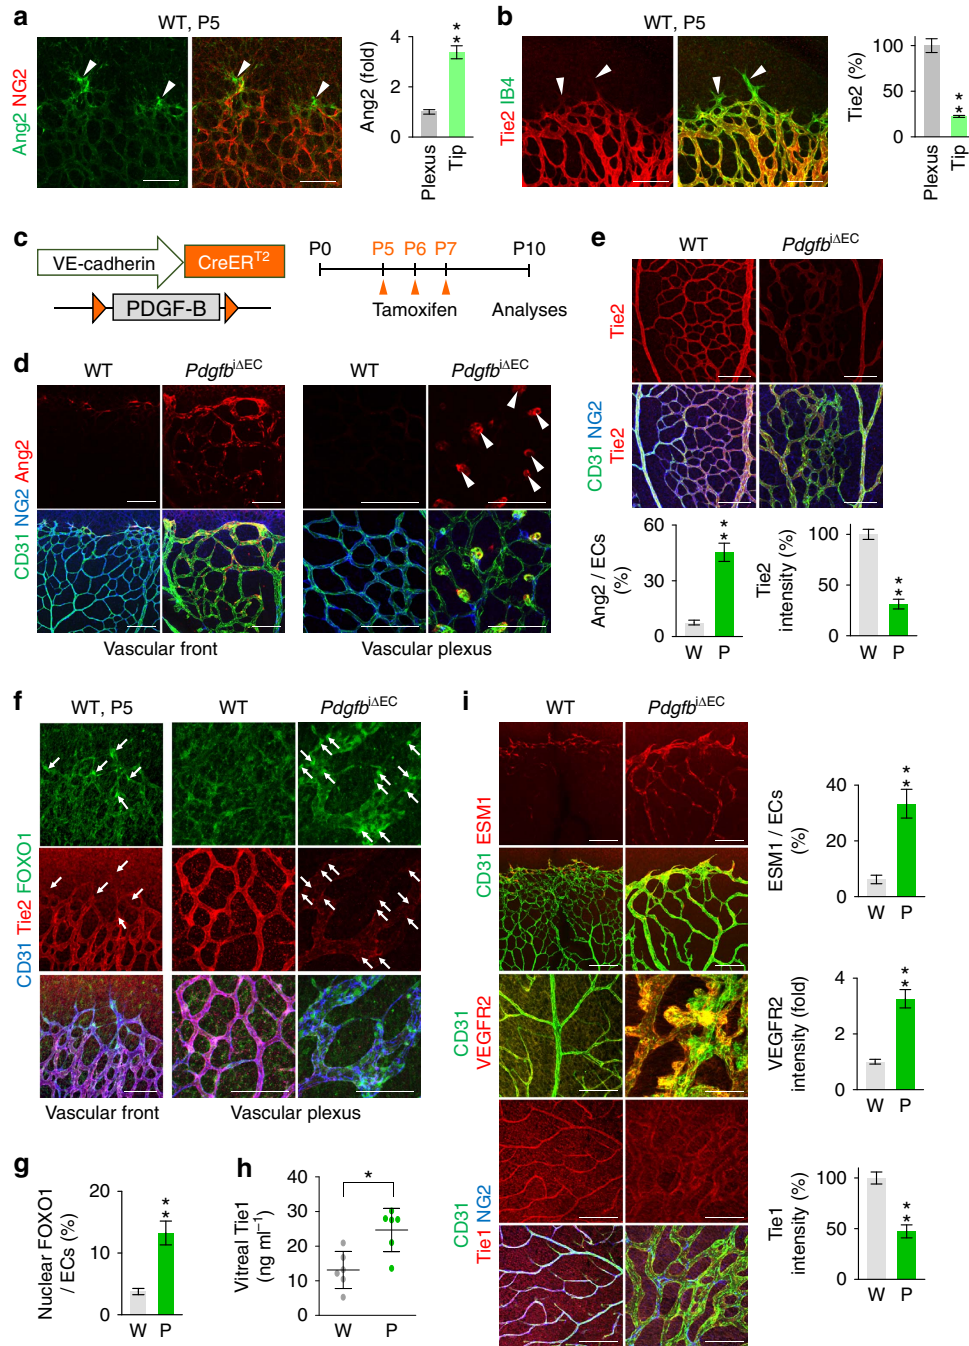 a
WT, P5
Ang2 NG2
Ang2 (fold)
4
2
0
**
Plexus
Tip
b
WT, P5
Tie2 IB4
Tie2 (%)
100
50
0
**
Plexus
Tip
c
VE-cadherin
CreERT2
PDGF-B
P0
P5
P6
P7
P10
Tamoxifen
Analyses
d
WT
PdgfbiΔEC
WT
PdgfbiΔEC
CD31 NG2 Ang2
Vascular front
Vascular plexus
e
WT
PdgfbiΔEC
Tie2
CD31 NG2
Tie2
Ang2 / ECs
(%)
60
30
0
**
W
P
Tie2
intensity (%)
100
50
0
**
W
P
f
WT, P5
WT
PdgfbiΔEC
CD31 Tie2 FOXO1
Vascular front
Vascular plexus
g
Nuclear FOXO1
/ ECs (%)
20
10
0
**
W
P
h
Vitreal Tie1
(ng ml−1)
40
30
20
10
0
*
W
P
i
WT
PdgfbiΔEC
CD31 ESM1
ESM1 / ECs
(%)
80
40
0
**
W
P
CD31
VEGFR2
VEGFR2
intensity (fold)
4
2
0
**
W
P
CD31
Tie1 NG2
Tie1
intensity (%)
100
50
0
**
W
P